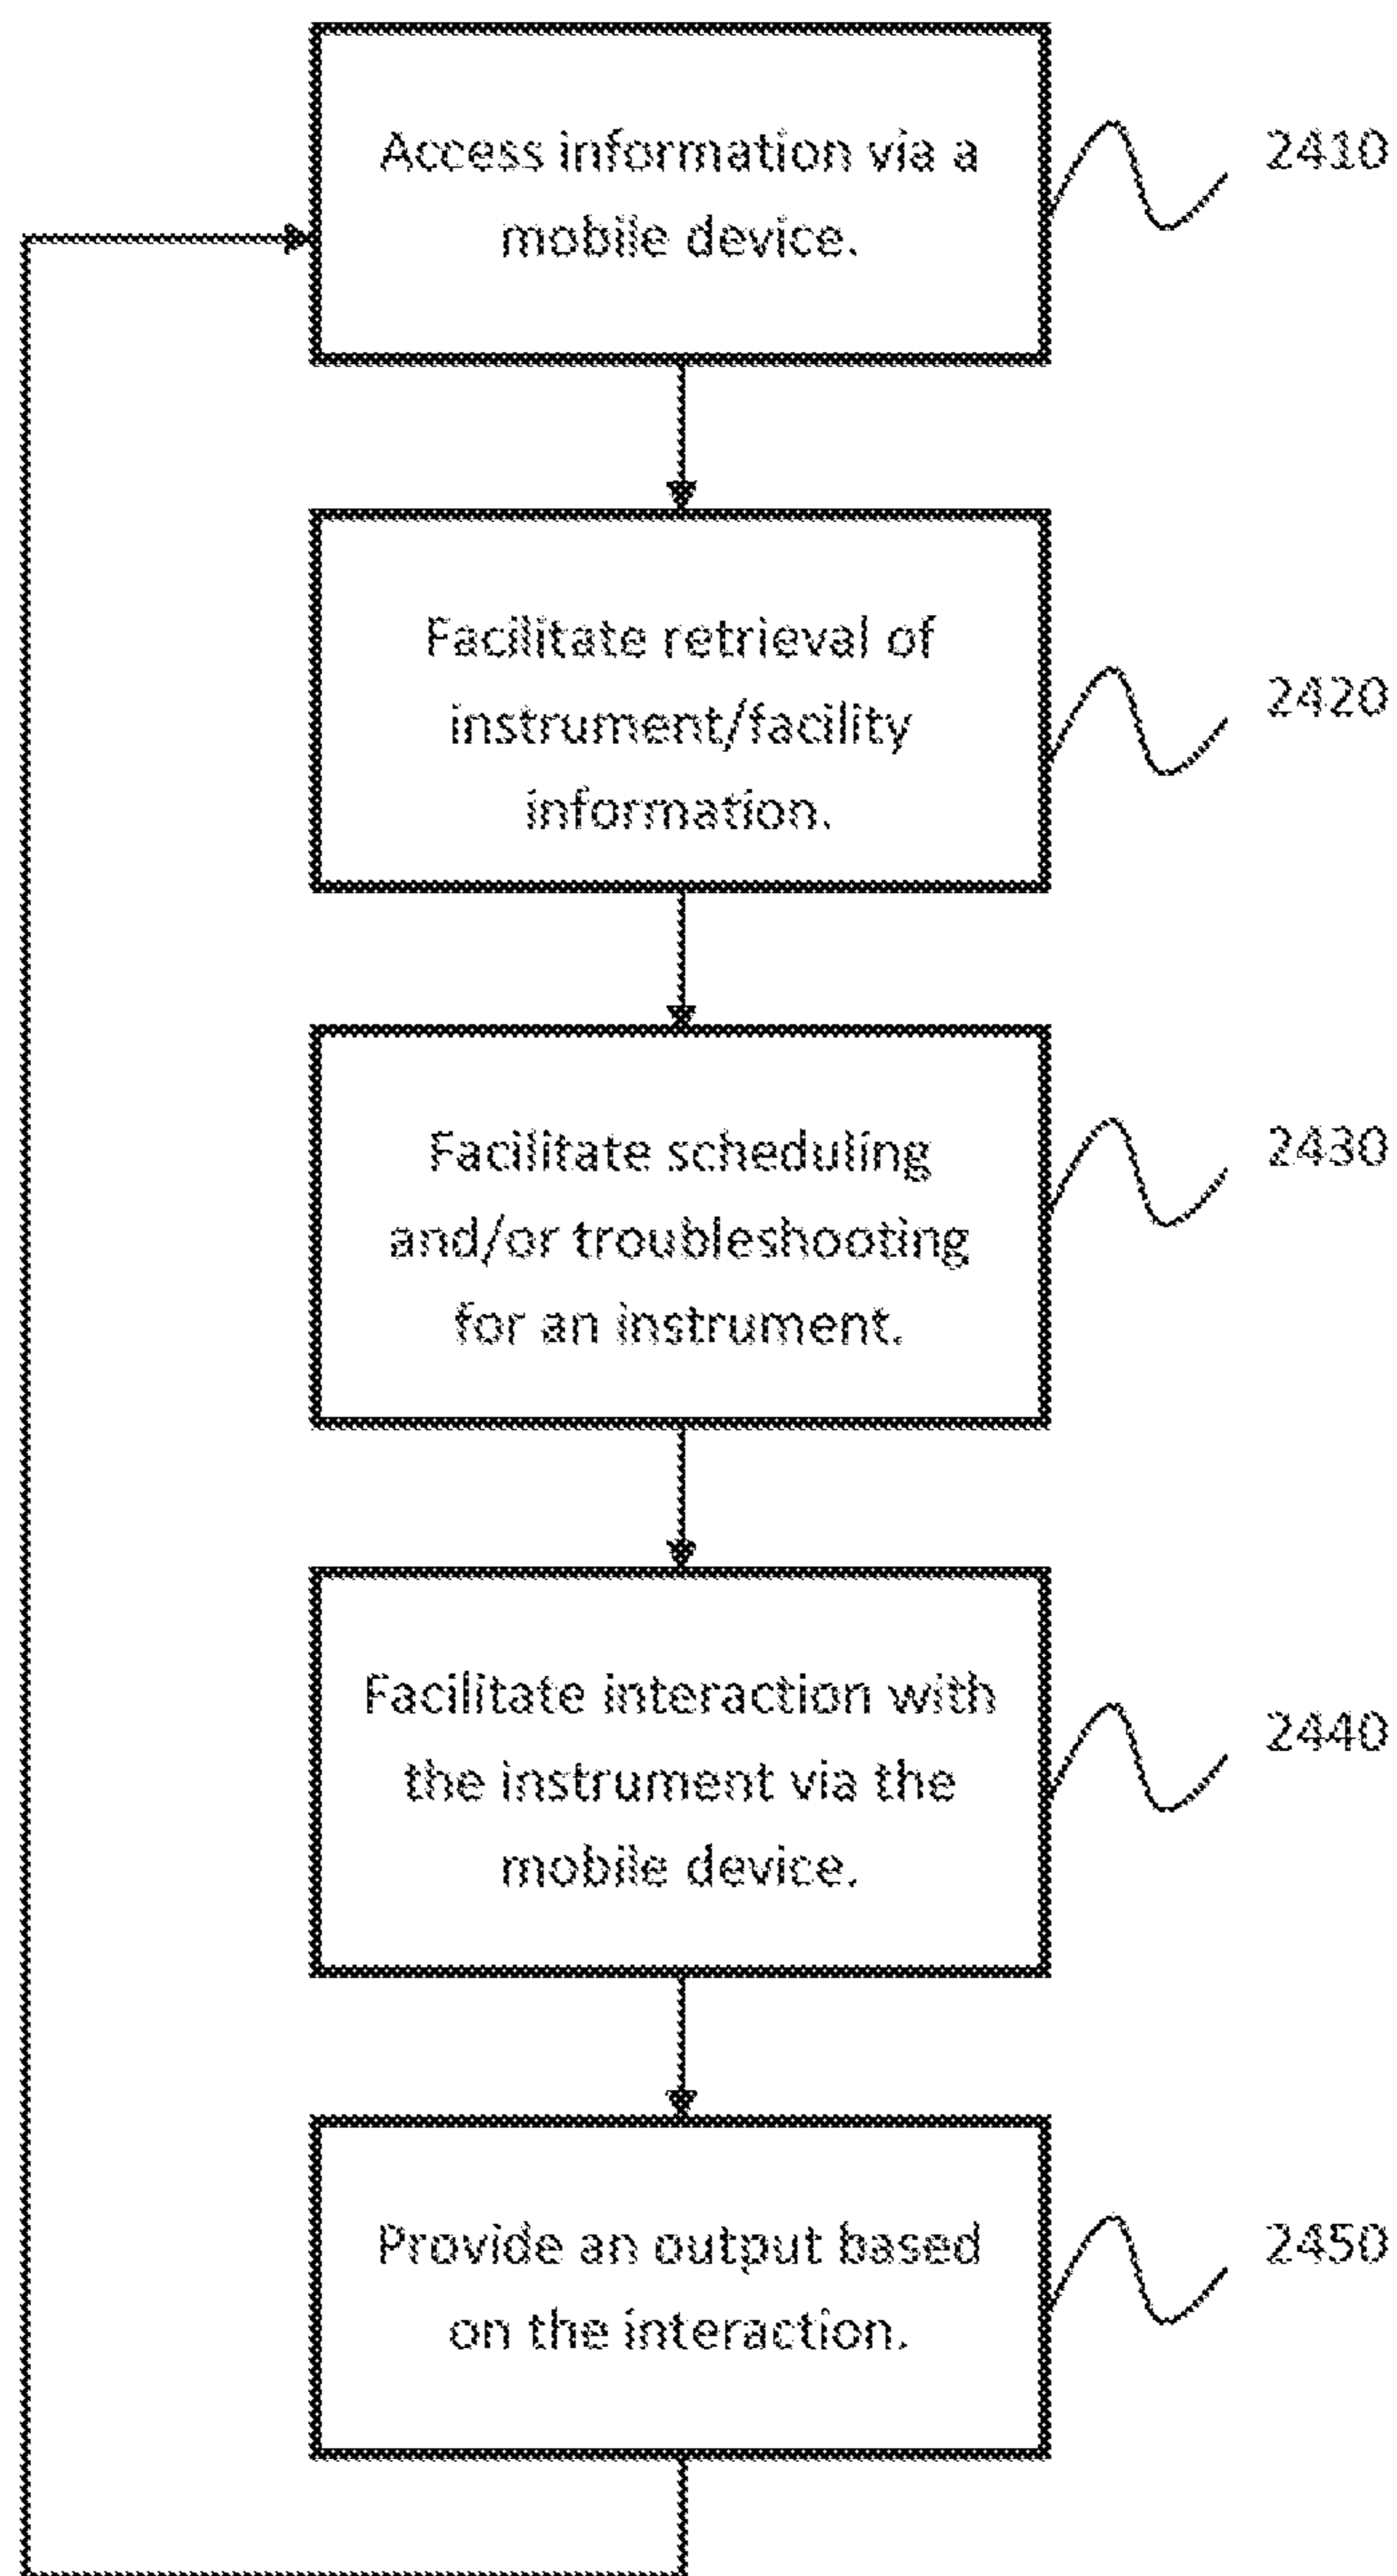 Access information via a
mobile device.
2410
Facilitate retrieval of
instrument/facility
information.
2420
Facilitate scheduling
and/or troubleshooting
for an instrument.
2430
Facilitate interaction with
the instrument via the
mobile device.
2440
Provide an output based
on the interaction.
2450